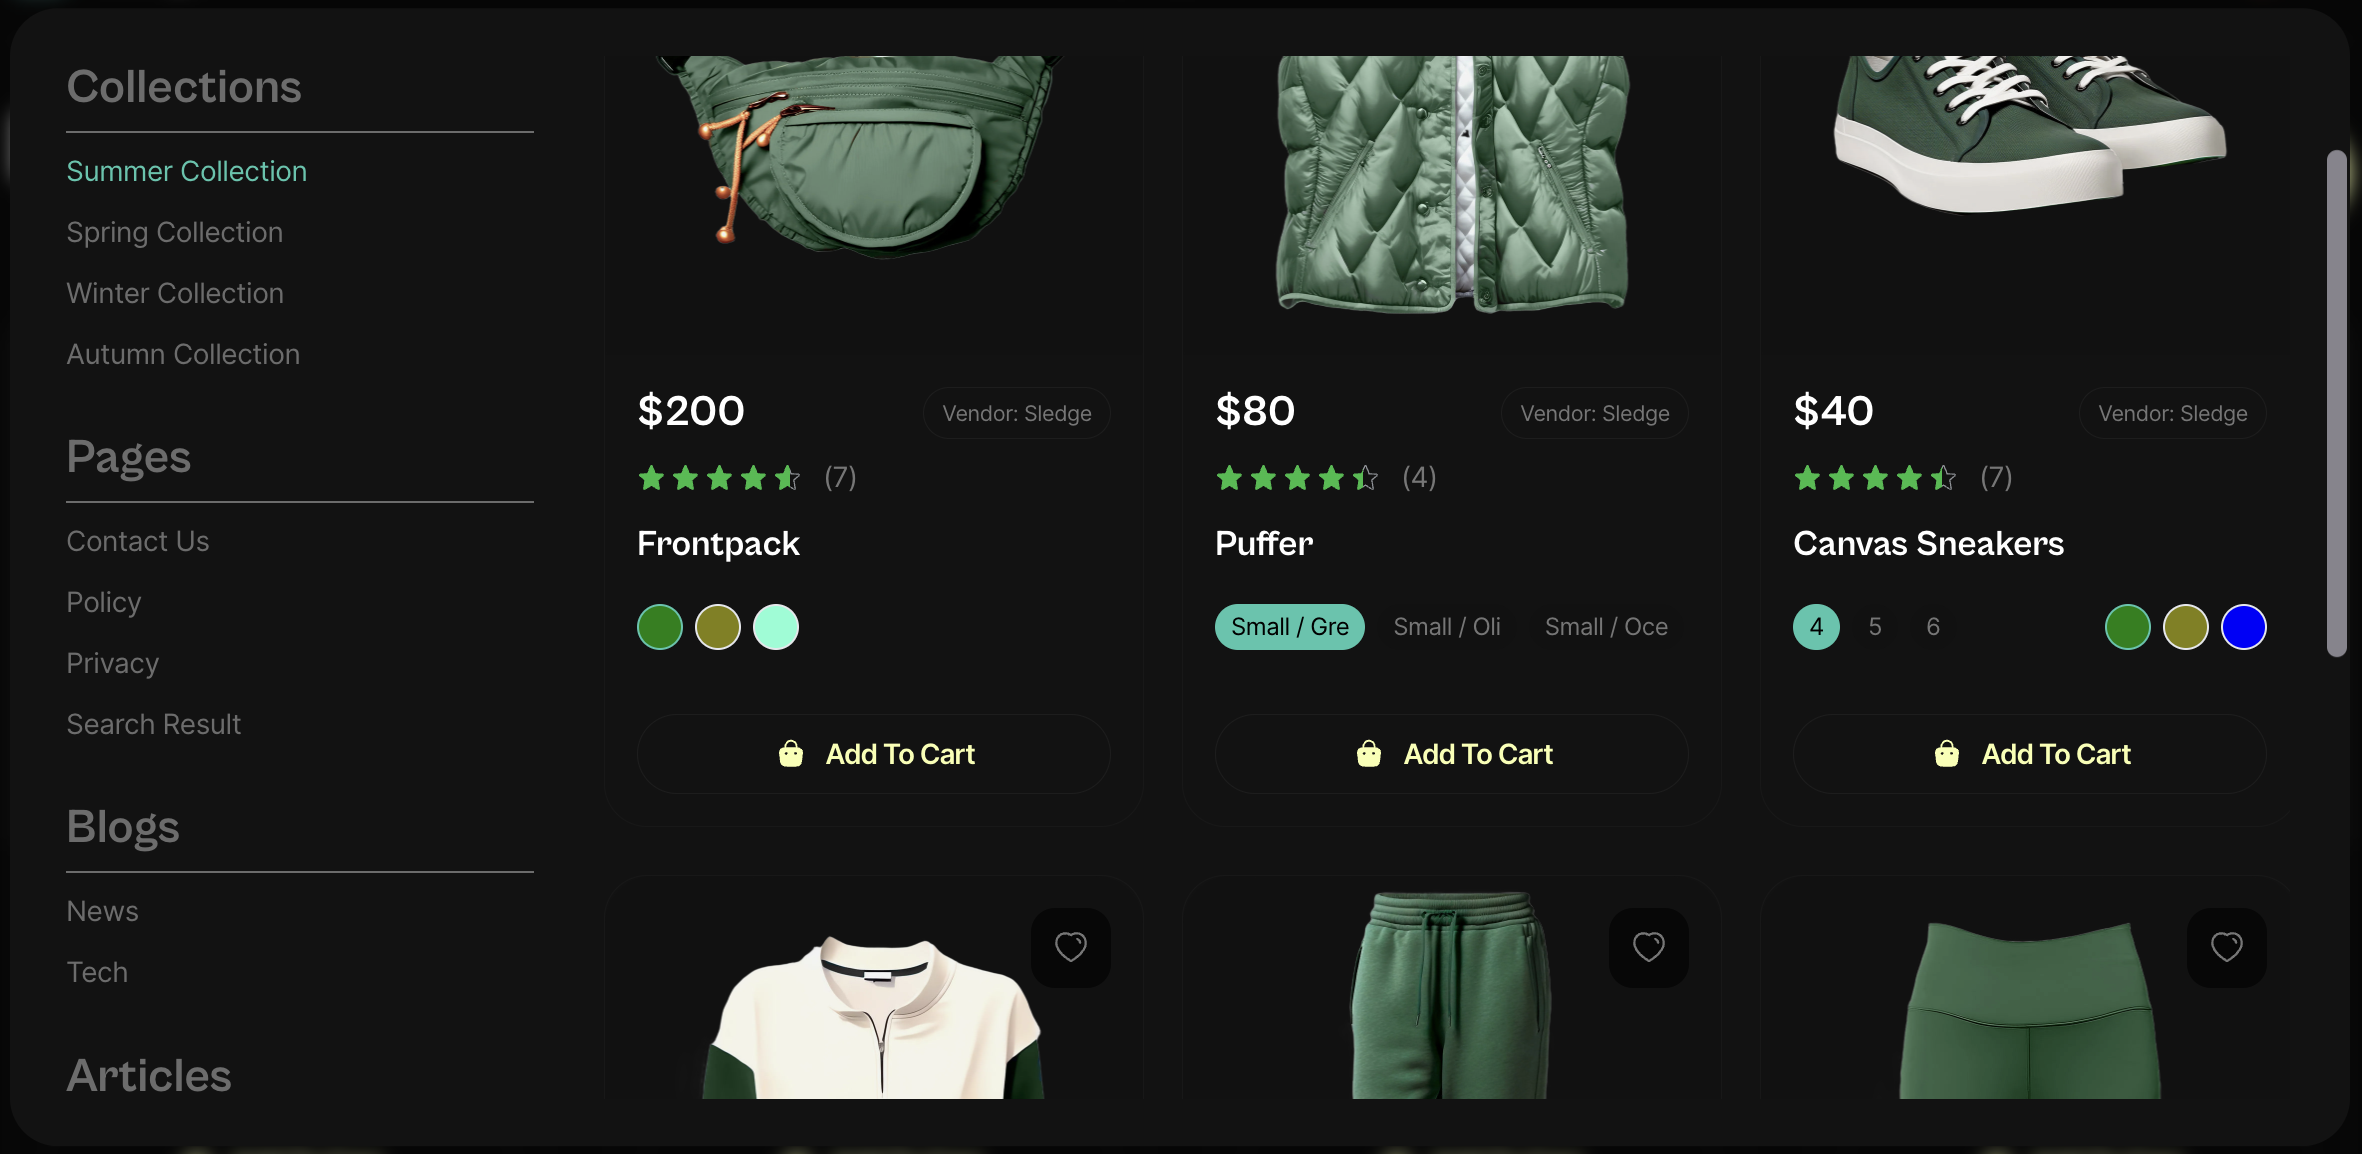 Collections
Summer Collection
Spring Collection
Winter Collection
Autumn Collection
Pages
Contact Us
Policy
Privacy
Search Result
Blogs
News
Tech
Articles
$200
Vendor: Sledge
(7)
Frontpack
Add To Cart
$80
Vendor: Sledge
(4)
Puffer
Small / Gre
Small / Oli
Small / Oce
Add To Cart
$40
Vendor: Sledge
(7)
Canvas Sneakers
4 5 6
Add To Cart